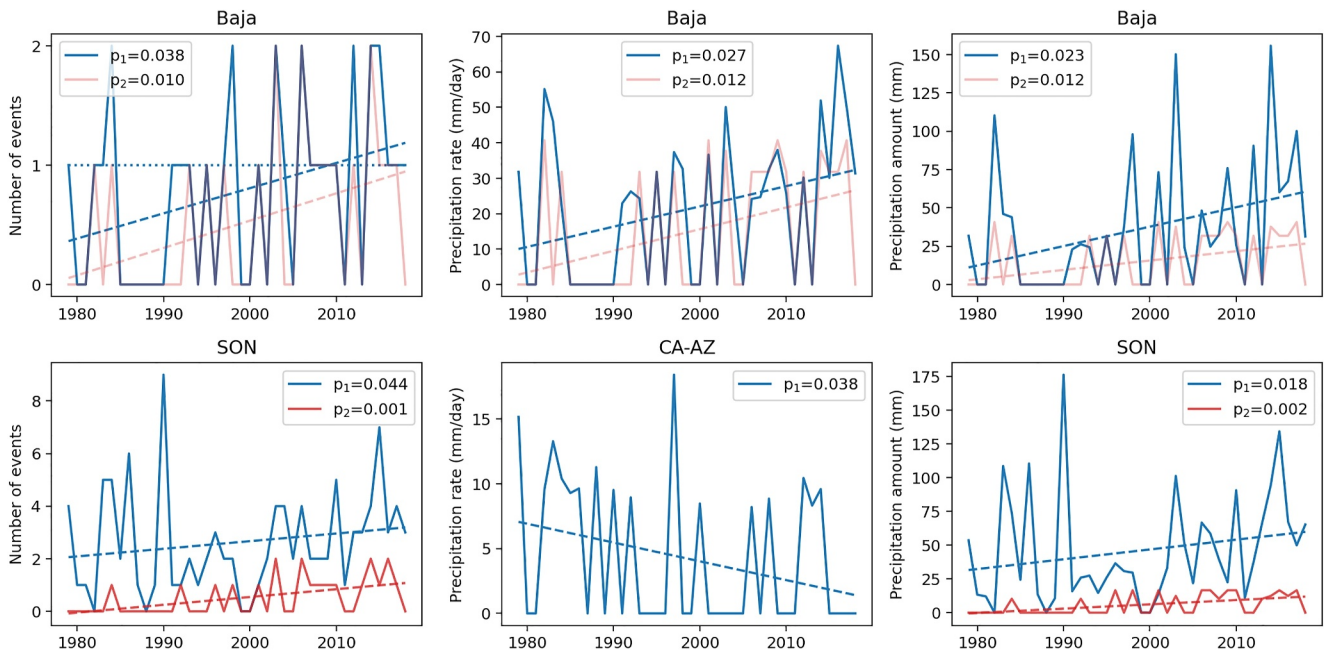 Baja
Number of events
2
1
0
p₁=0.038
p₂=0.010
1980 1990 2000 2010
Baja
Precipitation rate (mm/day)
70
60
50
40
30
20
10
0
p₁=0.027
p₂=0.012
1980 1990 2000 2010
Baja
Precipitation amount (mm)
150
125
100
75
50
25
0
p₁=0.023
p₂=0.012
1980 1990 2000 2010
SON
Number of events
8
6
4
2
0
p₁=0.044
p₂=0.001
1980 1990 2000 2010
CA-AZ
Precipitation rate (mm/day)
15
10
5
0
p₁=0.038
1980 1990 2000 2010
SON
Precipitation amount (mm)
175
150
125
100
75
50
25
0
p₁=0.018
p₂=0.002
1980 1990 2000 2010